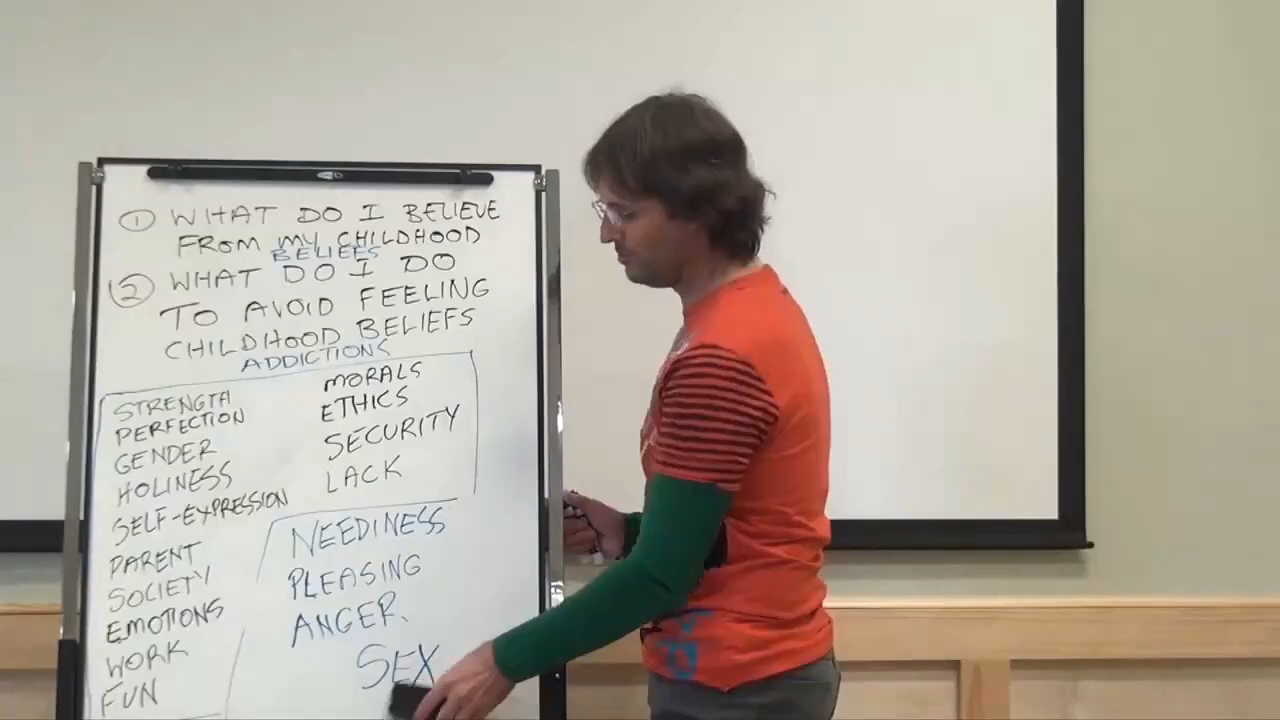 ① WHAT DO I BELIEVE
FROM MY CHILDHOOD
BELIEFS
② WHAT DO I DO
TO AVOID FEELING
CHILDHOOD BELIEFS
ADDICTIONS
STRENGTH
PERFECTION
GENDER
HOLINESS
SELF-EXPRESSION
PARENT
SOCIETY
EMOTIONS
WORK
FUN
MORALS
ETHICS
SECURITY
LACK
NEEDINESS
PLEASING
ANGER.
SEX